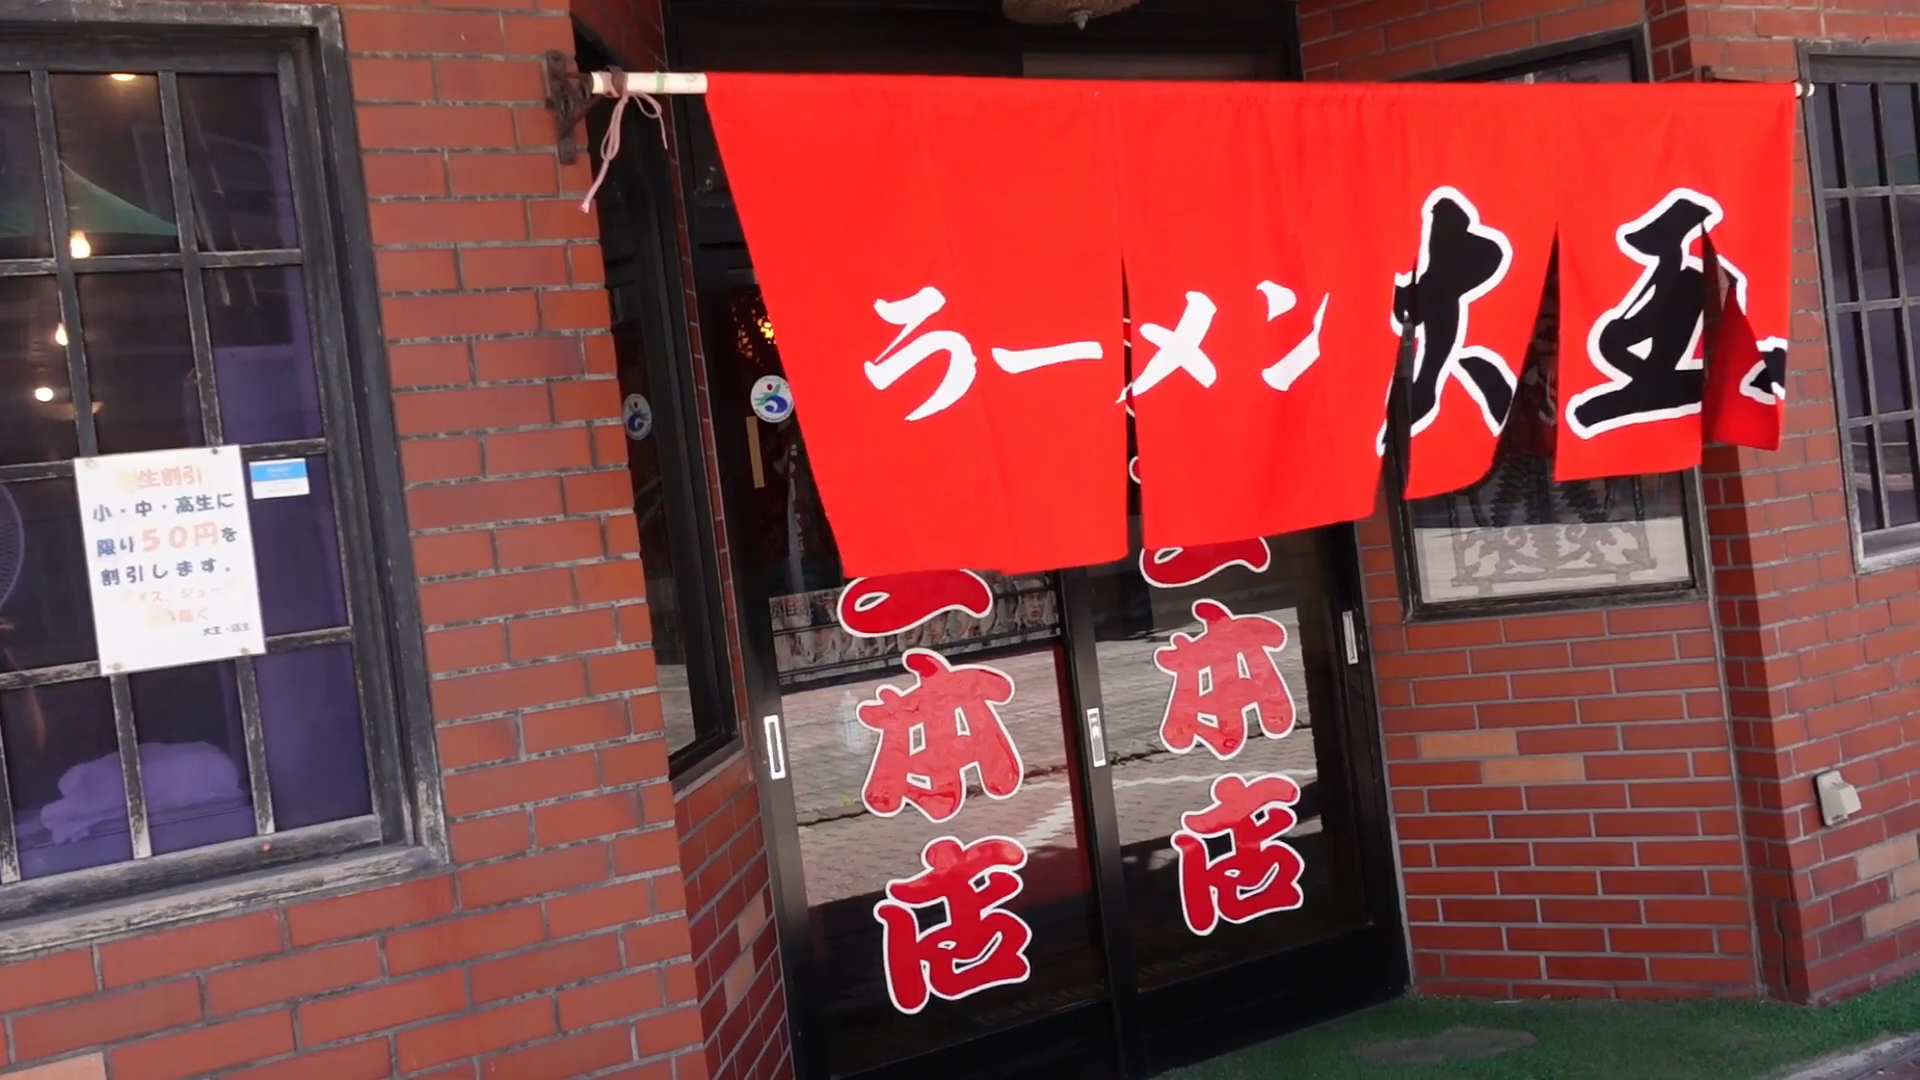 ラーメン大王
生割引
小・中・高生に
限り50円を
割引します。
大王・店主
本店
本店